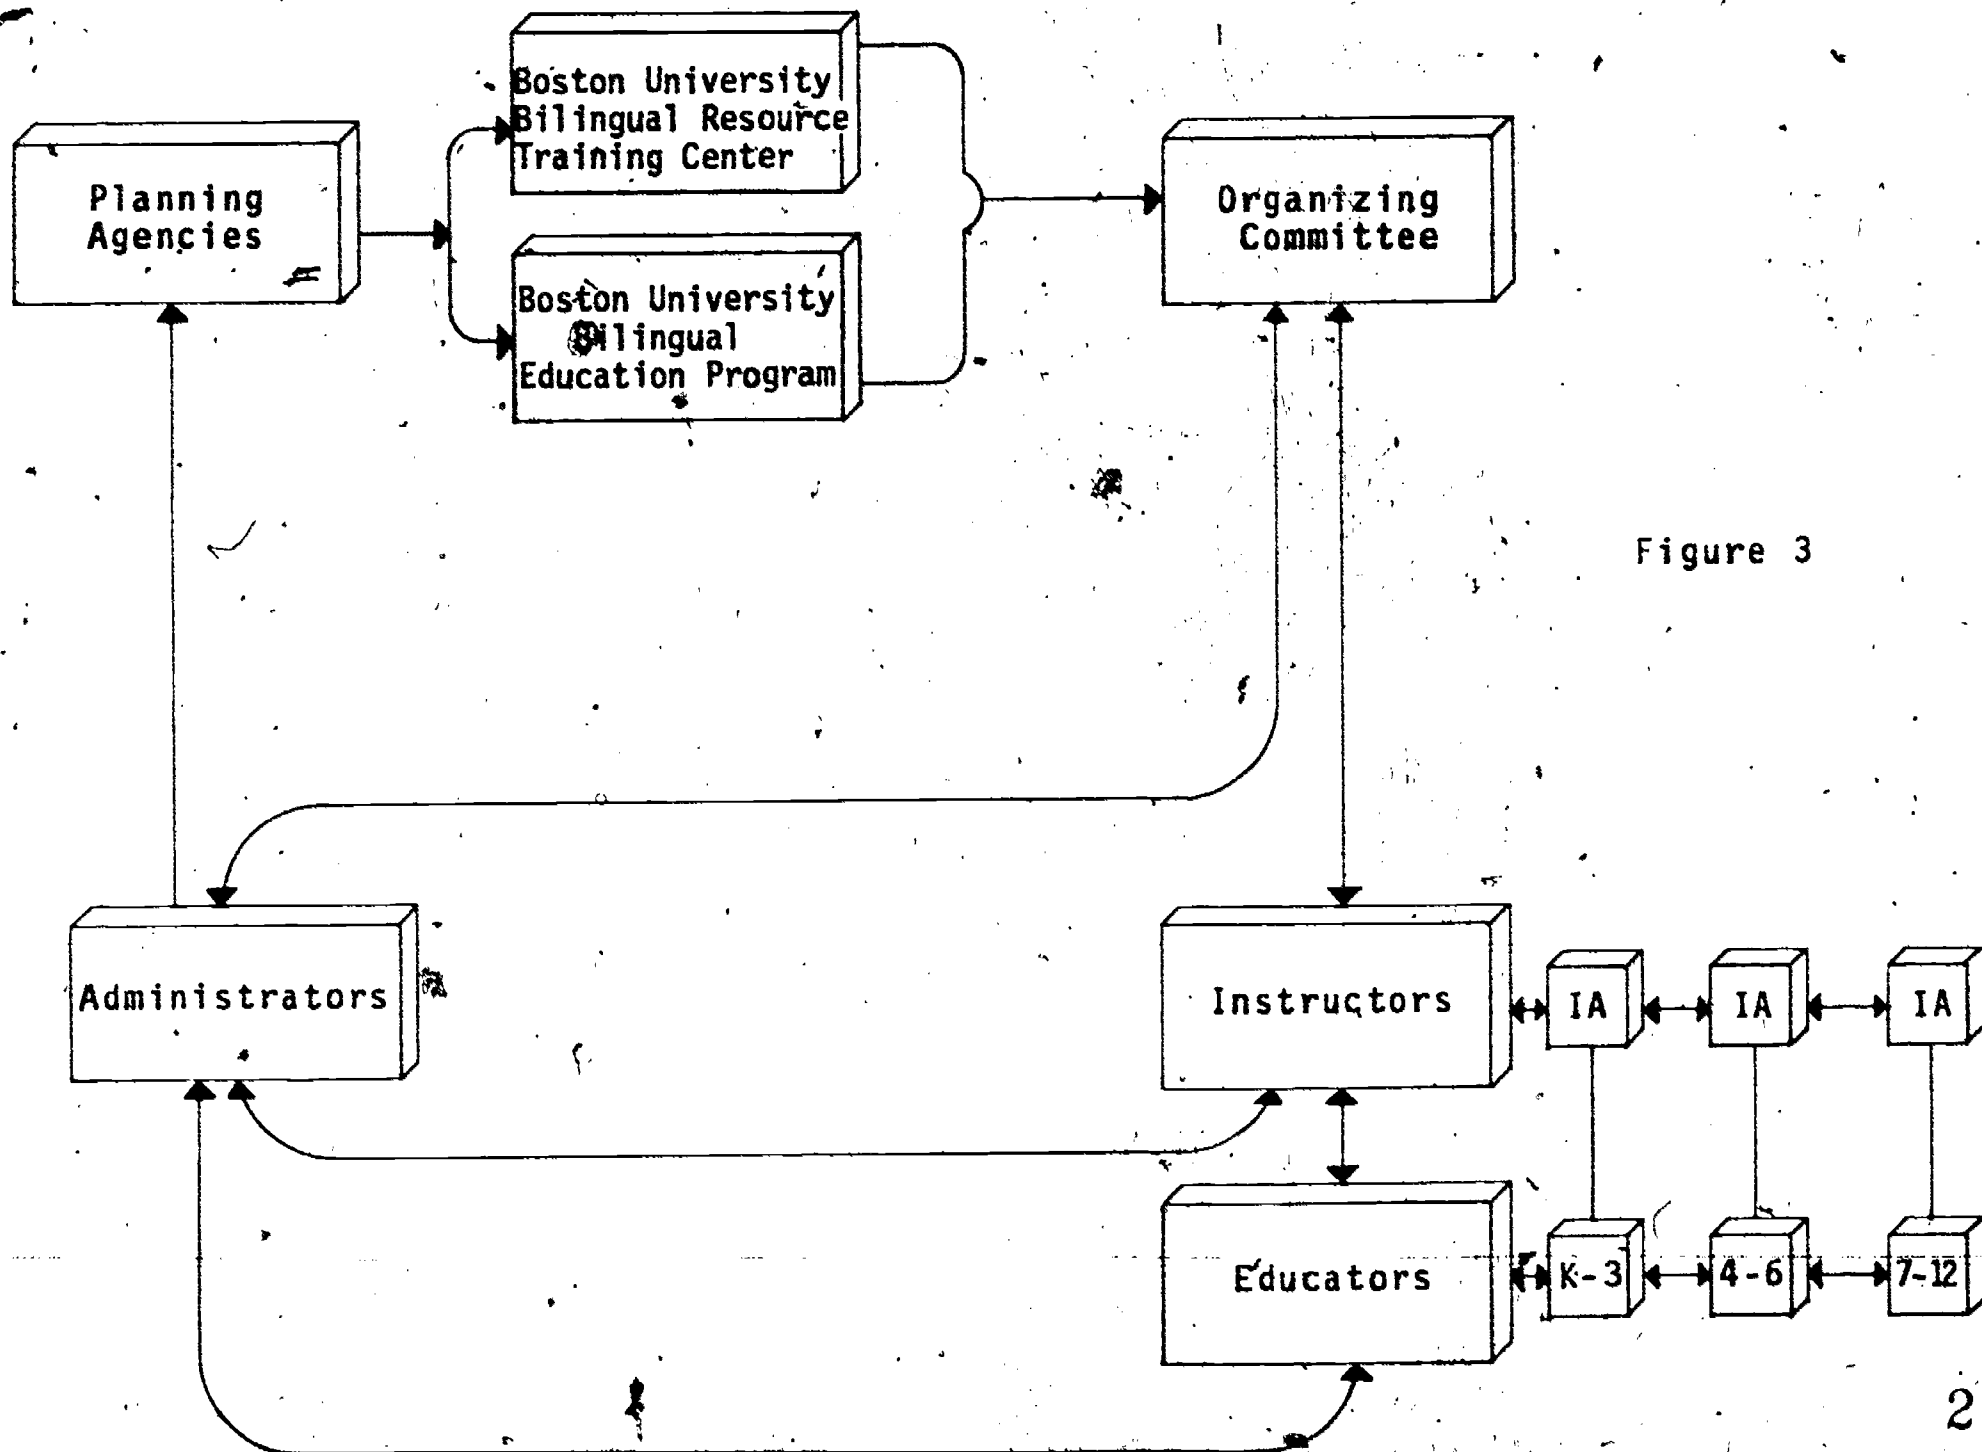 Boston University
Bilingual Resource
Training Center
Planning
Agencies
Organizing
Committee
Boston University
Bilingual
Education Program
Figure 3
Administrators
Instructors
IA
IA
IA
Educators
K-3
4-6
7-12
2